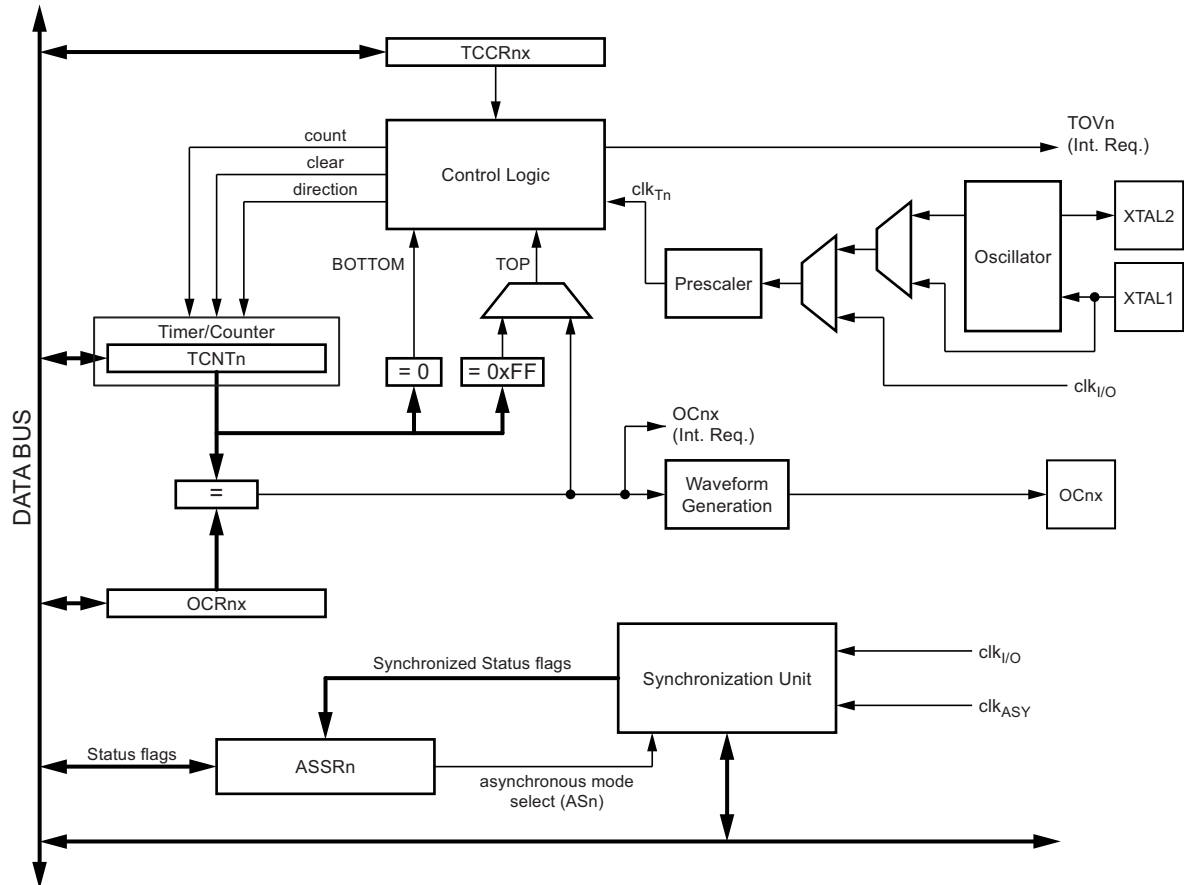 TCCRnx
count
clear
direction
Control Logic
TOVn
(Int. Req.)
clkTn
XTAL2
Oscillator
XTAL1
BOTTOM
TOP
Prescaler
Timer/Counter
TCNTn
= 0
= 0xFF
clkI/O
DATA BUS
OCnx
(Int. Req.)
=
Waveform
Generation
OCnx
OCRnx
Synchronized Status flags
Synchronization Unit
clkI/O
clkASY
Status flags
ASSRn
asynchronous mode
select (ASn)